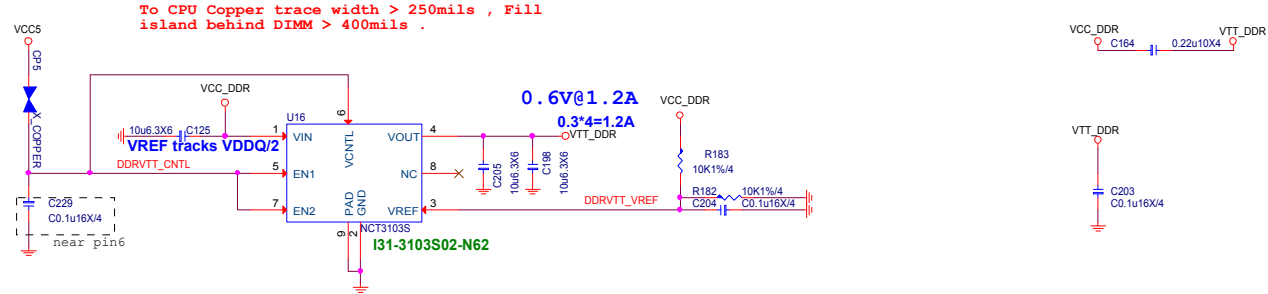 To CPU Copper trace width > 250mils , Fill
island behind DIMM > 400mils .
VCC5
CP5
X_COPPER
VCC_DDR
10u6.3X6
C125
VREF tracks VDDQ/2
DDRVTT_CNTL
C229
C0.1u16X/4
near pin6
U16
6
1
VIN
VCNTL
VOUT
4
5
EN1
NC
8
7
EN2
PAD
GND
VREF
3
9
2
NCT3103S
I31-3103S02-N62
0.6V@1.2A
0.3*4=1.2A
VTT_DDR
C205
10u6.3X6
C198
10u6.3X6
DDRVTT_VREF
VCC_DDR
R183
10K1%/4
R182
10K1%/4
C204
C0.1u16X/4
VCC_DDR
C164
0.22u10X4
VTT_DDR
VTT_DDR
C203
C0.1u16X/4